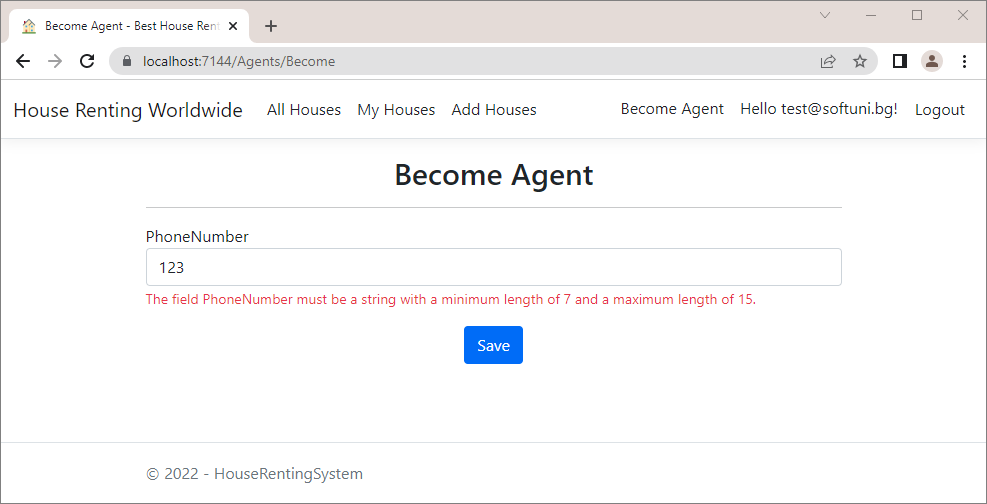 Become Agent - Best House Rent
localhost:7144/Agents/Become
House Renting Worldwide All Houses My Houses Add Houses Become Agent Hello test@softuni.bg! Logout
Become Agent
PhoneNumber
123
The field PhoneNumber must be a string with a minimum length of 7 and a maximum length of 15.
Save
© 2022 - HouseRentingSystem